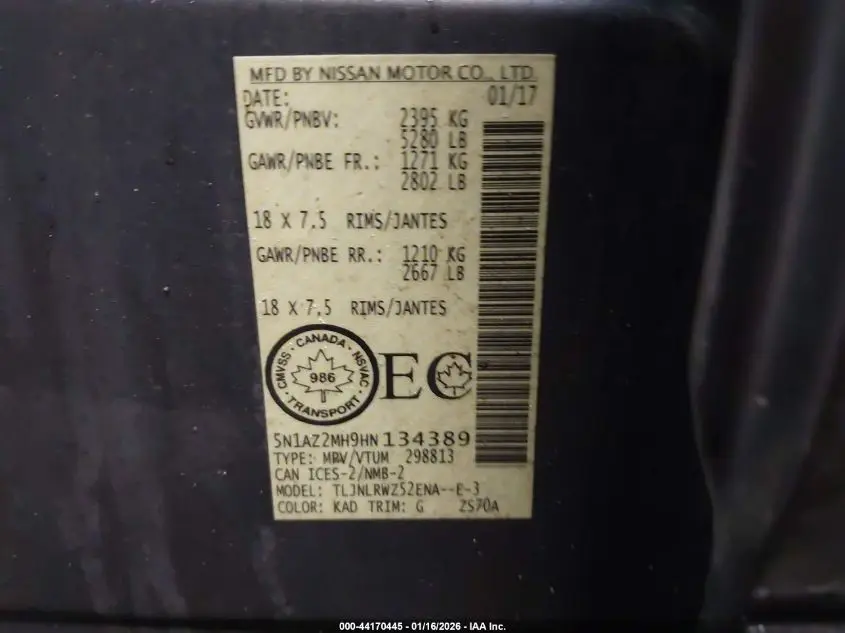 MFD BY NISSAN MOTOR CO., LTD.
DATE: 01/17
GVWR/PNBV: 2395 KG
5280 LB
GAWR/PNBE FR.: 1271 KG
2802 LB
18 X 7.5 RIMS/JANTES
GAWR/PNBE RR.: 1210 KG
2667 LB
18 X 7.5 RIMS/JANTES
CANADA · NSVAC · TRANSPORT · CMVSS ·
986
EC
5N1AZ2MH9HN134389
TYPE: MPV/VTUM 298813
CAN ICES-2/NMB-2
MODEL: TLJNLRWZ52ENA--E-3
COLOR: KAD TRIM: G ZS70A
000-44170445 - 01/16/2026 - IAA Inc.